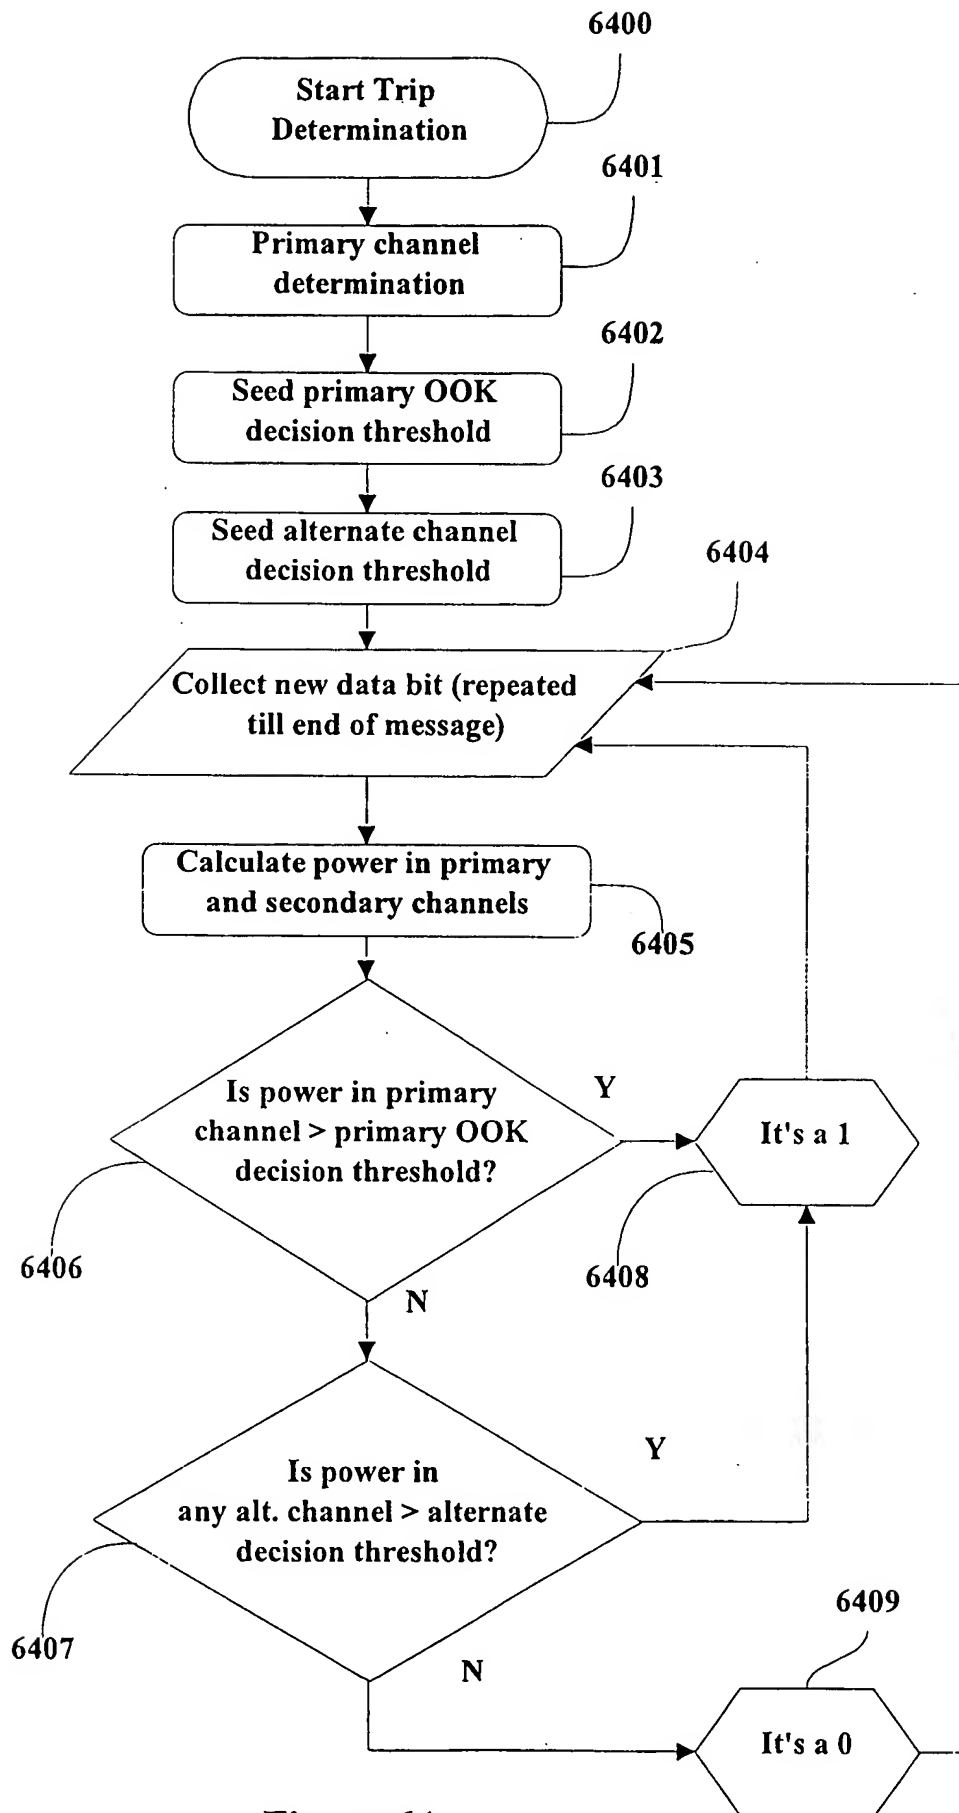 6400
Start Trip
Determination
6401
Primary channel
determination
6402
Seed primary OOK
decision threshold
6403
Seed alternate channel
decision threshold
6404
Collect new data bit (repeated
till end of message)
Calculate power in primary
and secondary channels
6405
Is power in primary
channel > primary OOK
decision threshold?
Y
It's a 1
6406
6408
N
Is power in
any alt. channel > alternate
decision threshold?
Y
6407
6409
N
It's a 0